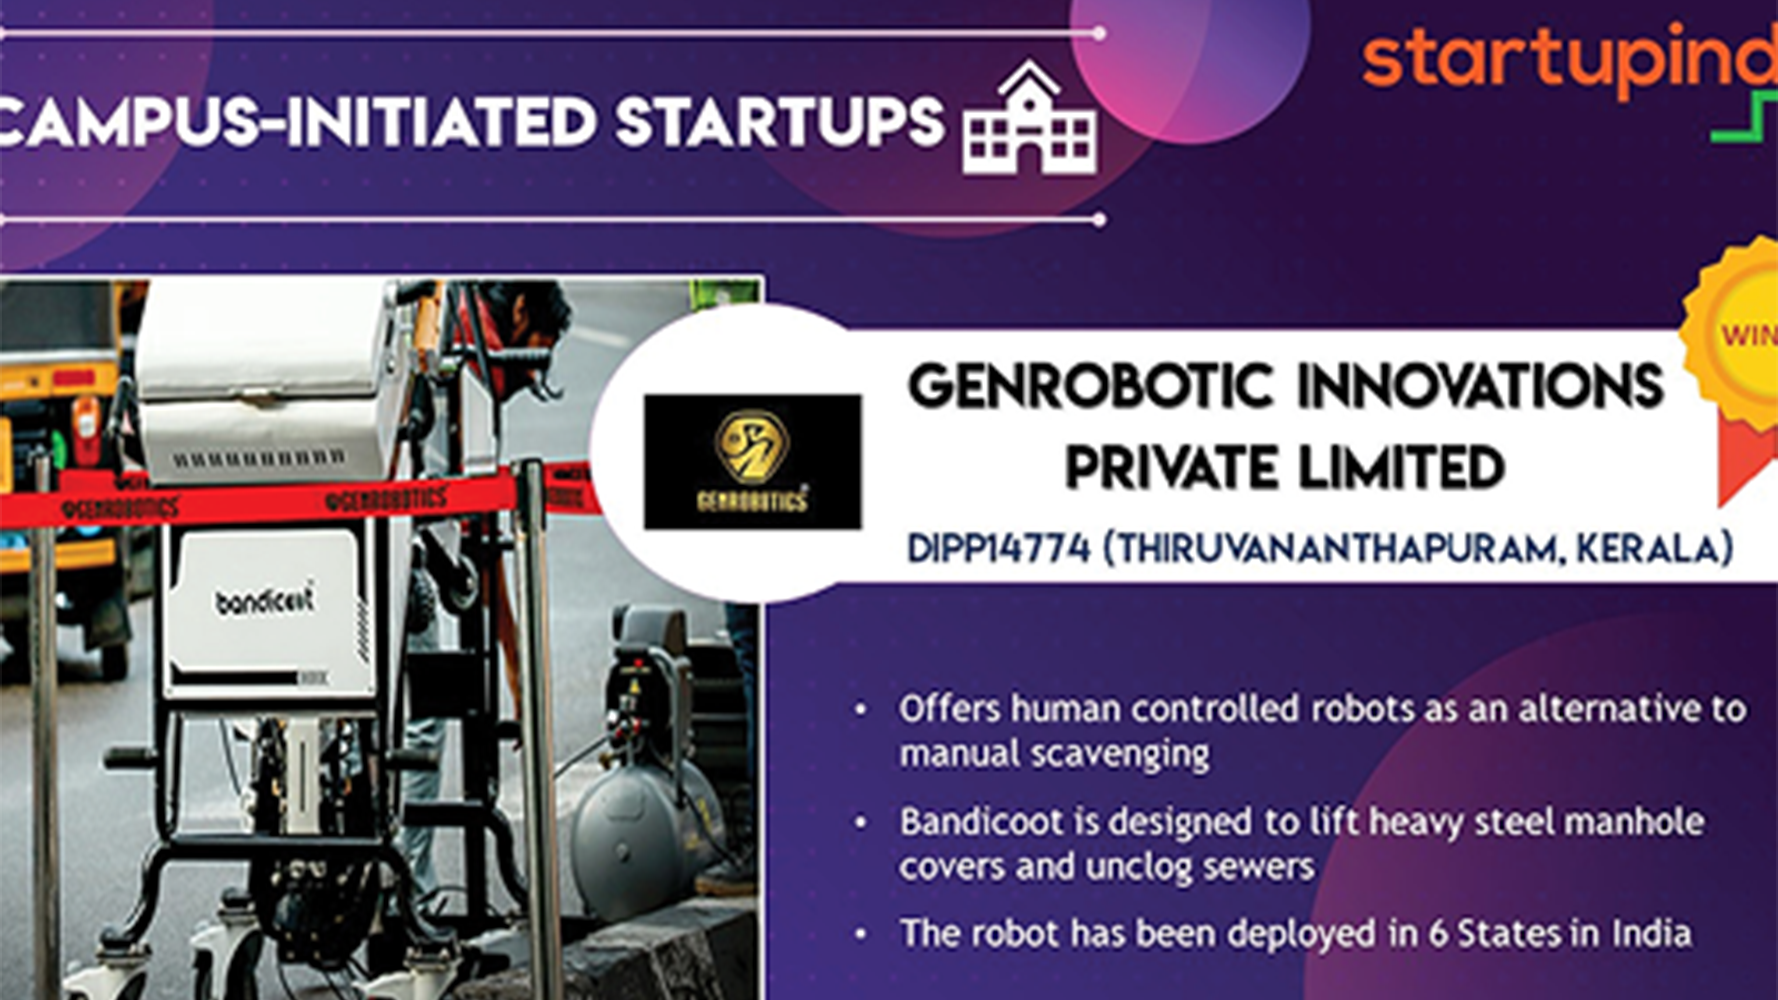 startupind
CAMPUS-INITIATED STARTUPS
WIN
GENROBOTIC INNOVATIONS
PRIVATE LIMITED
DIPP14774 (THIRUVANANTHAPURAM, KERALA)
GENROBOTICS
GENROBOTICS
GENROBOTICS
bandicoot
• Offers human controlled robots as an alternative to
manual scavenging
• Bandicoot is designed to lift heavy steel manhole
covers and unclog sewers
• The robot has been deployed in 6 States in India